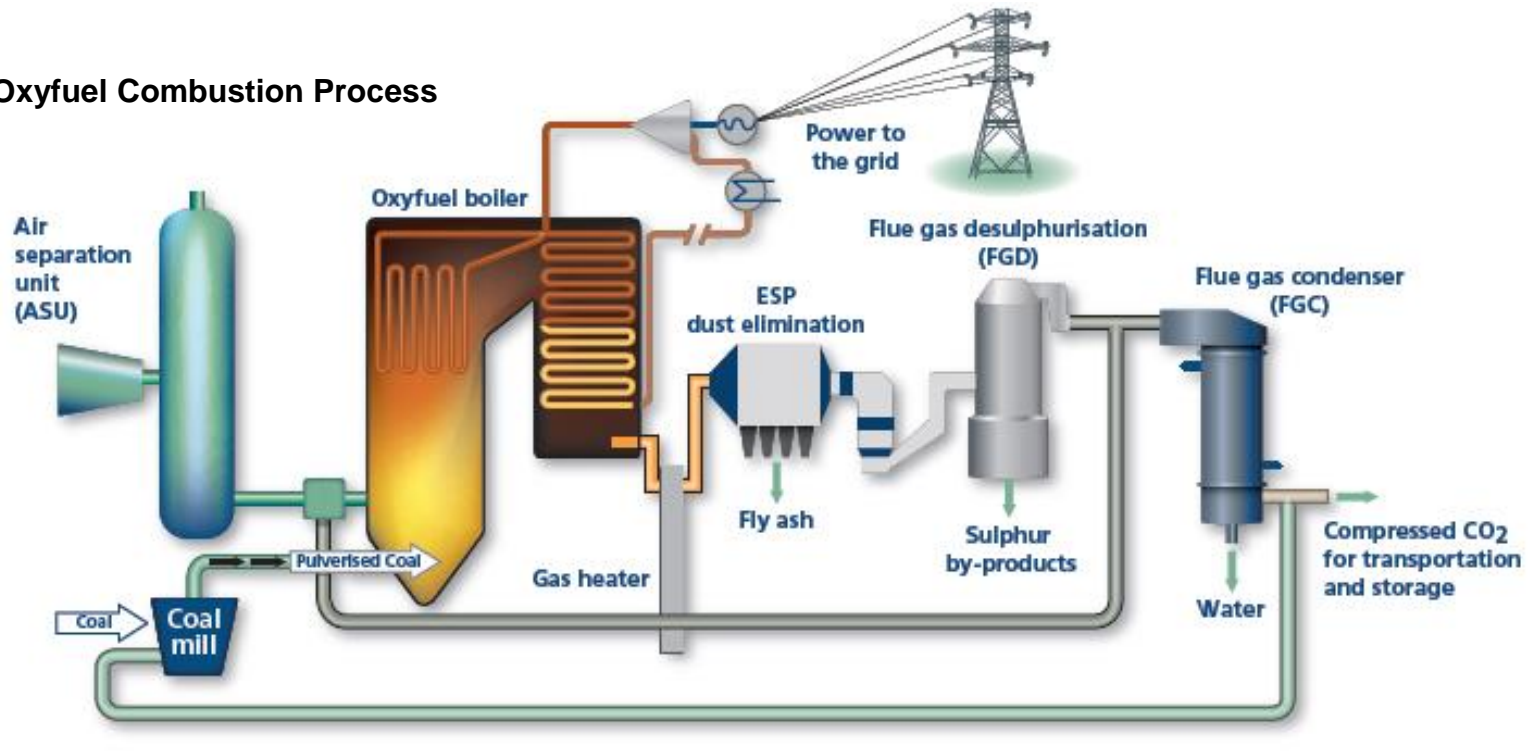 Oxyfuel Combustion Process
Power to
the grid
Oxyfuel boiler
Air
separation
unit
(ASU)
Flue gas desulphurisation
(FGD)
Flue gas condenser
(FGC)
ESP
dust elimination
Fly ash
Sulphur
by-products
Compressed CO2
for transportation
and storage
Pulverised Coal
Gas heater
Water
Coal
Coal
mill